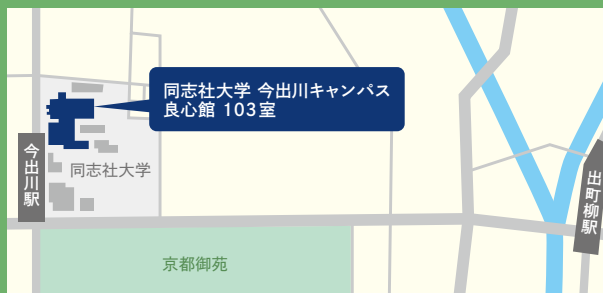 同志社大学 今出川キャンパス
良心館 103室
今出川駅
同志社大学
出町柳駅
京都御苑